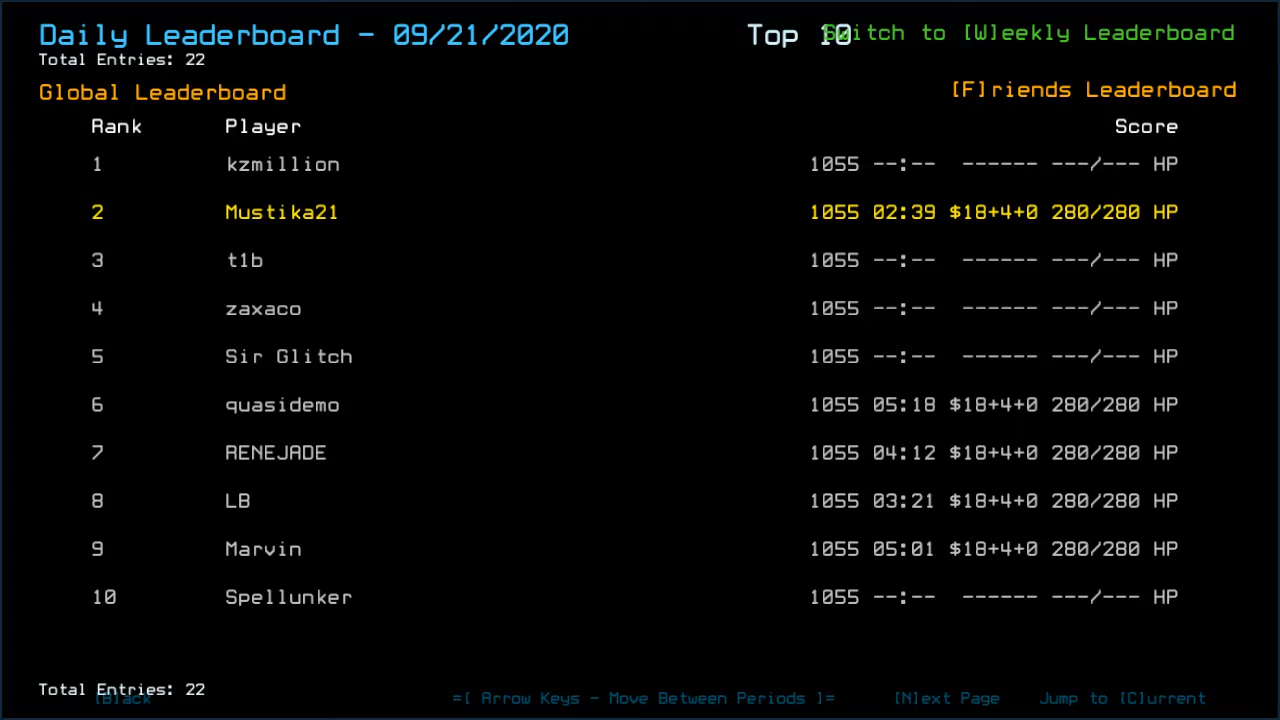 Daily Leaderboard - 09/21/2020 Top 10 Switch to [W]eekly Leaderboard
Total Entries: 22
Global Leaderboard [F]riends Leaderboard
Rank Player Score
1 kzmillion 1055 --:-- ------ ---/--- HP
2 Mustika21 1055 02:39 $18+4+0 280/280 HP
3 t1b 1055 --:-- ------ ---/--- HP
4 zaxaco 1055 --:-- ------ ---/--- HP
5 Sir Glitch 1055 --:-- ------ ---/--- HP
6 quasidemo 1055 05:18 $18+4+0 280/280 HP
7 RENEJADE 1055 04:12 $18+4+0 280/280 HP
8 LB 1055 03:21 $18+4+0 280/280 HP
9 Marvin 1055 05:01 $18+4+0 280/280 HP
10 Spellunker 1055 --:-- ------ ---/--- HP
Total Entries: 22
[B]ack =[ Arrow Keys - Move Between Periods ]= [N]ext Page Jump to [C]urrent